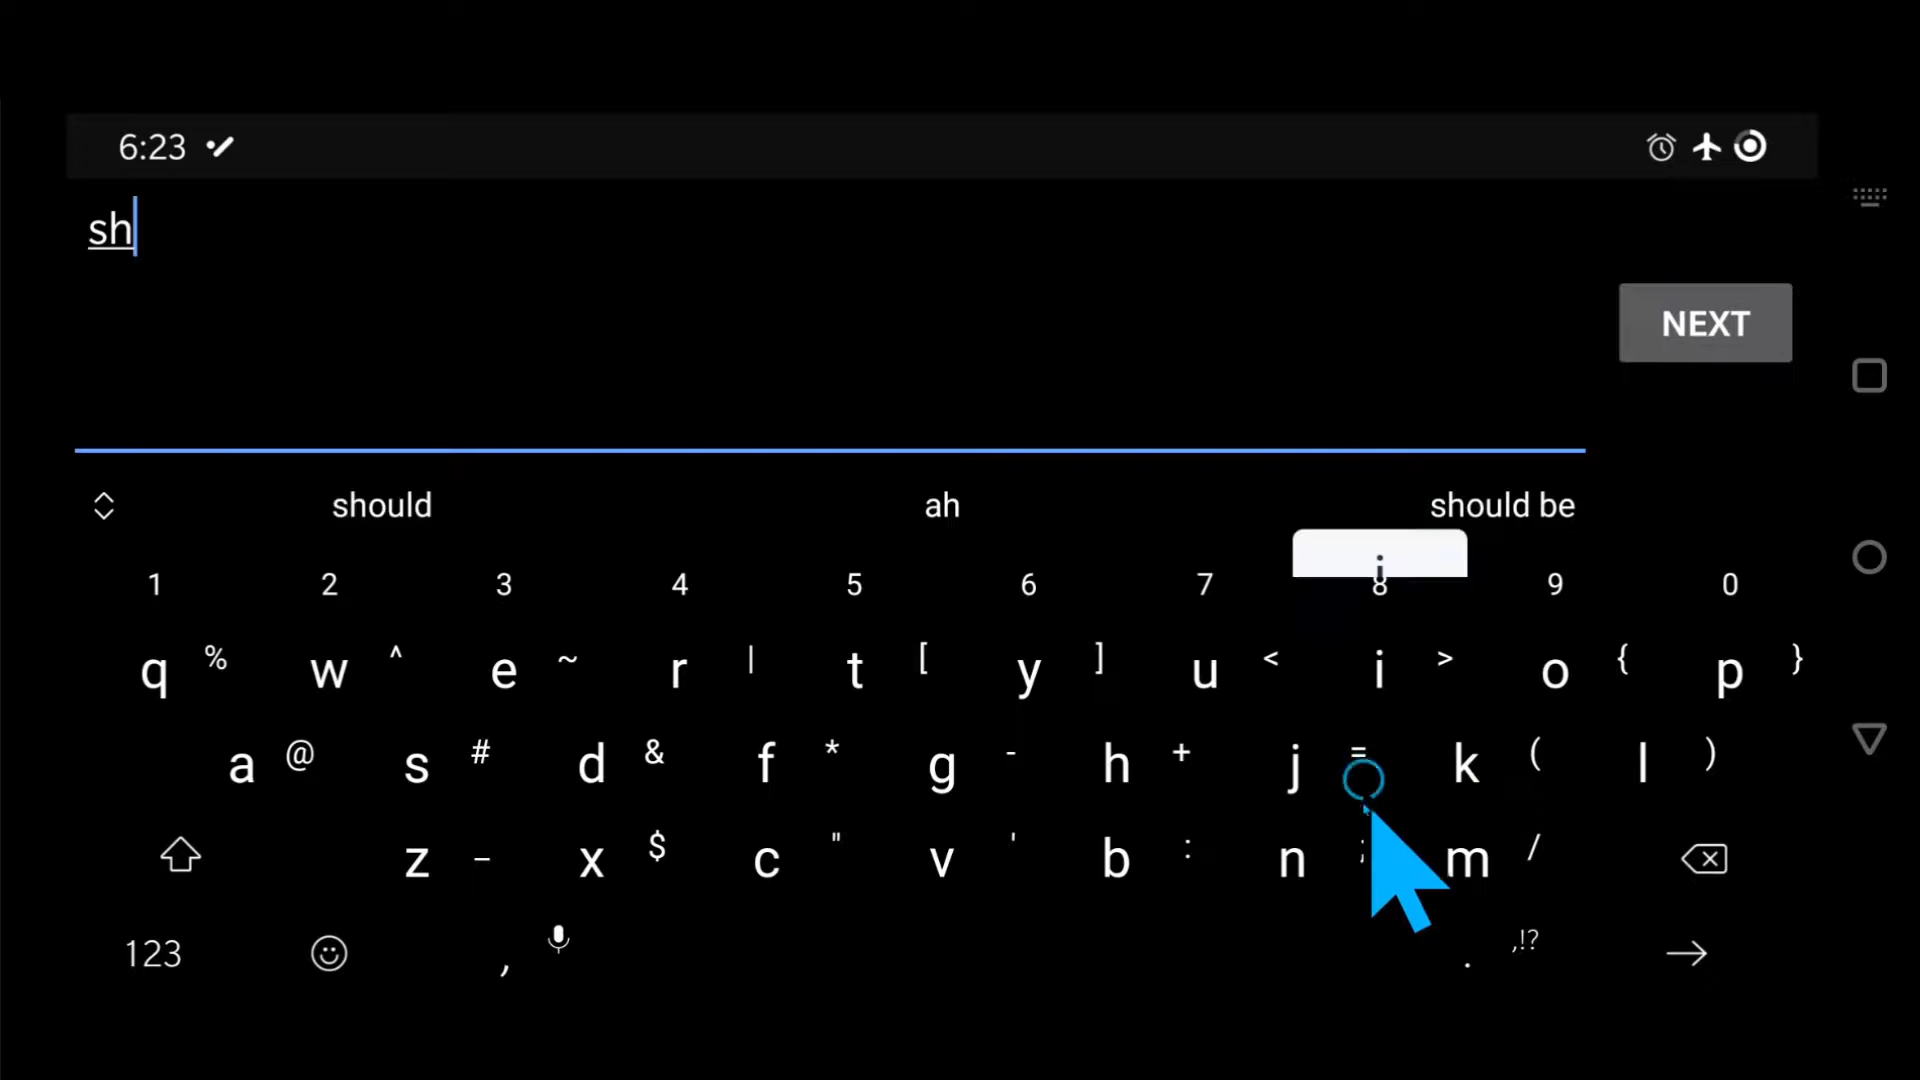 6:23
sh
NEXT
should ah should be
i
1 2 3 4 5 6 7 8 9 0
q % w ^ e ~ r | t [ y ] u < i > o { p }
a @ s # d & f * g - h + j = k ( l )
z _ x $ c " v ' b : n ; m /
123 , . ,!?